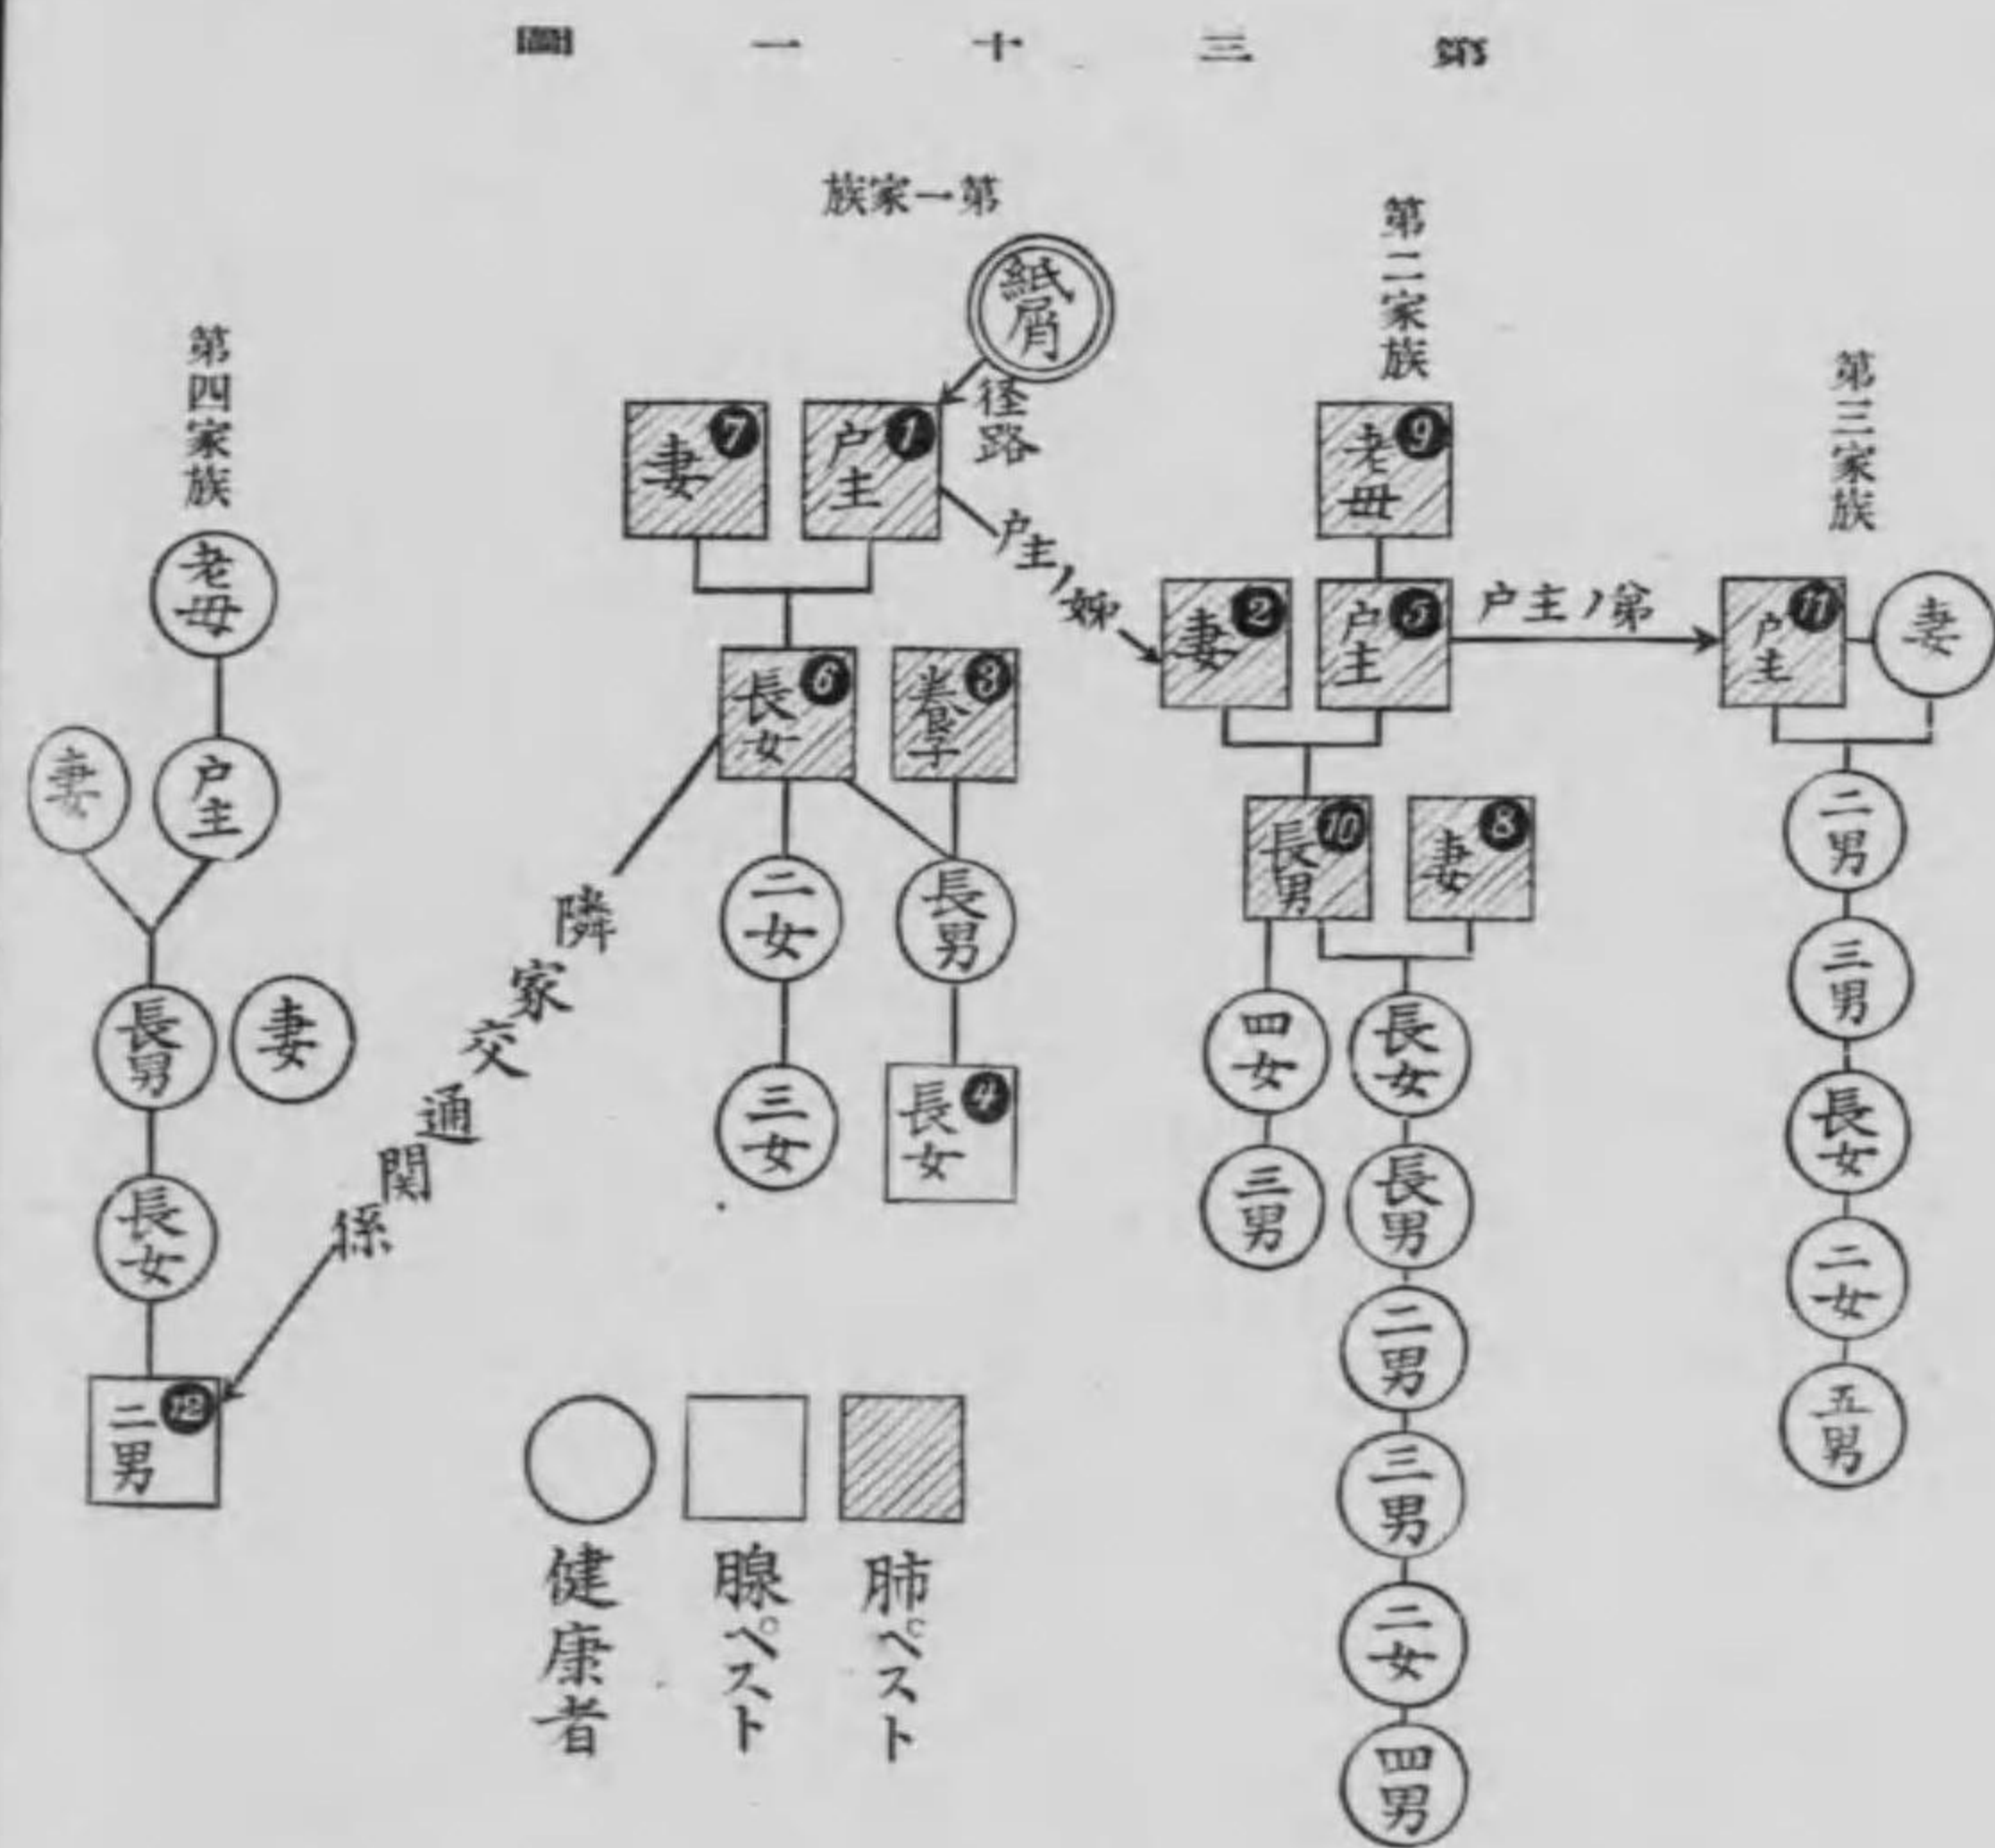 第三十一圖
第一家族
紙屑
径路
戸主 1
妻 7
長女 6
養子 3
二女
長男
三女
長女 4
戸主ノ姊
第二家族
老母 9
妻 2
戸主 5
長男 10
妻 8
四女
三男
長女
長男
二男
三男
二女
四男
戸主ノ弟
第三家族
戸主 11
妻
二男
三男
長女
二女
五男
隣家交通関係
第四家族
老母
妻
戸主
長男
妻
長女
二男 12
肺ペスト
腺ペスト
健康者